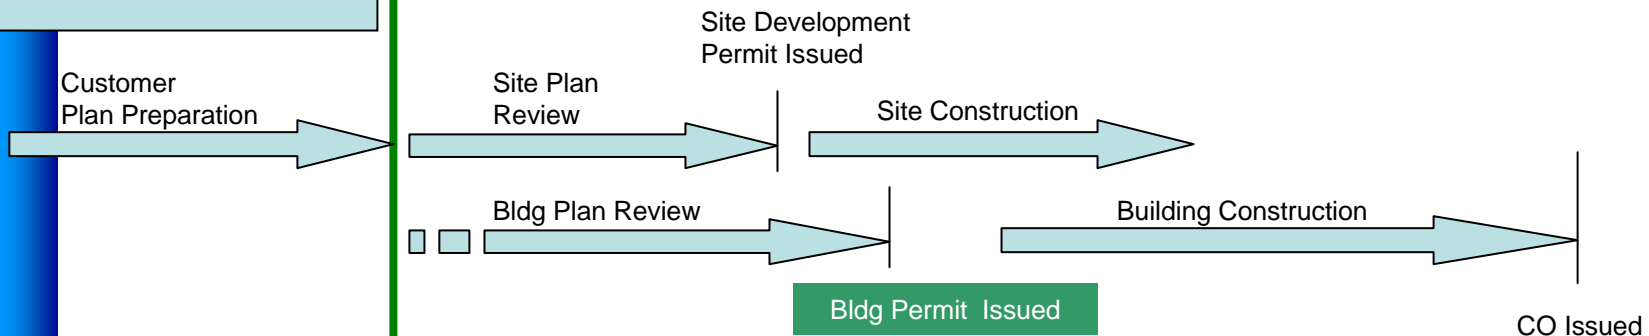 Site Development
Permit Issued
Customer
Plan Preparation
Site Plan
Review
Site Construction
Bldg Plan Review
Building Construction
Bldg Permit  Issued
CO Issued